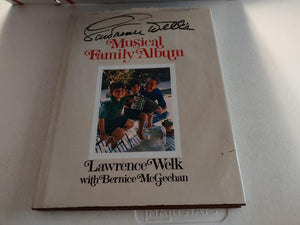 Lawrence Welk's
Musical
Family Album
Lawrence Welk
with Bernice McGeehan